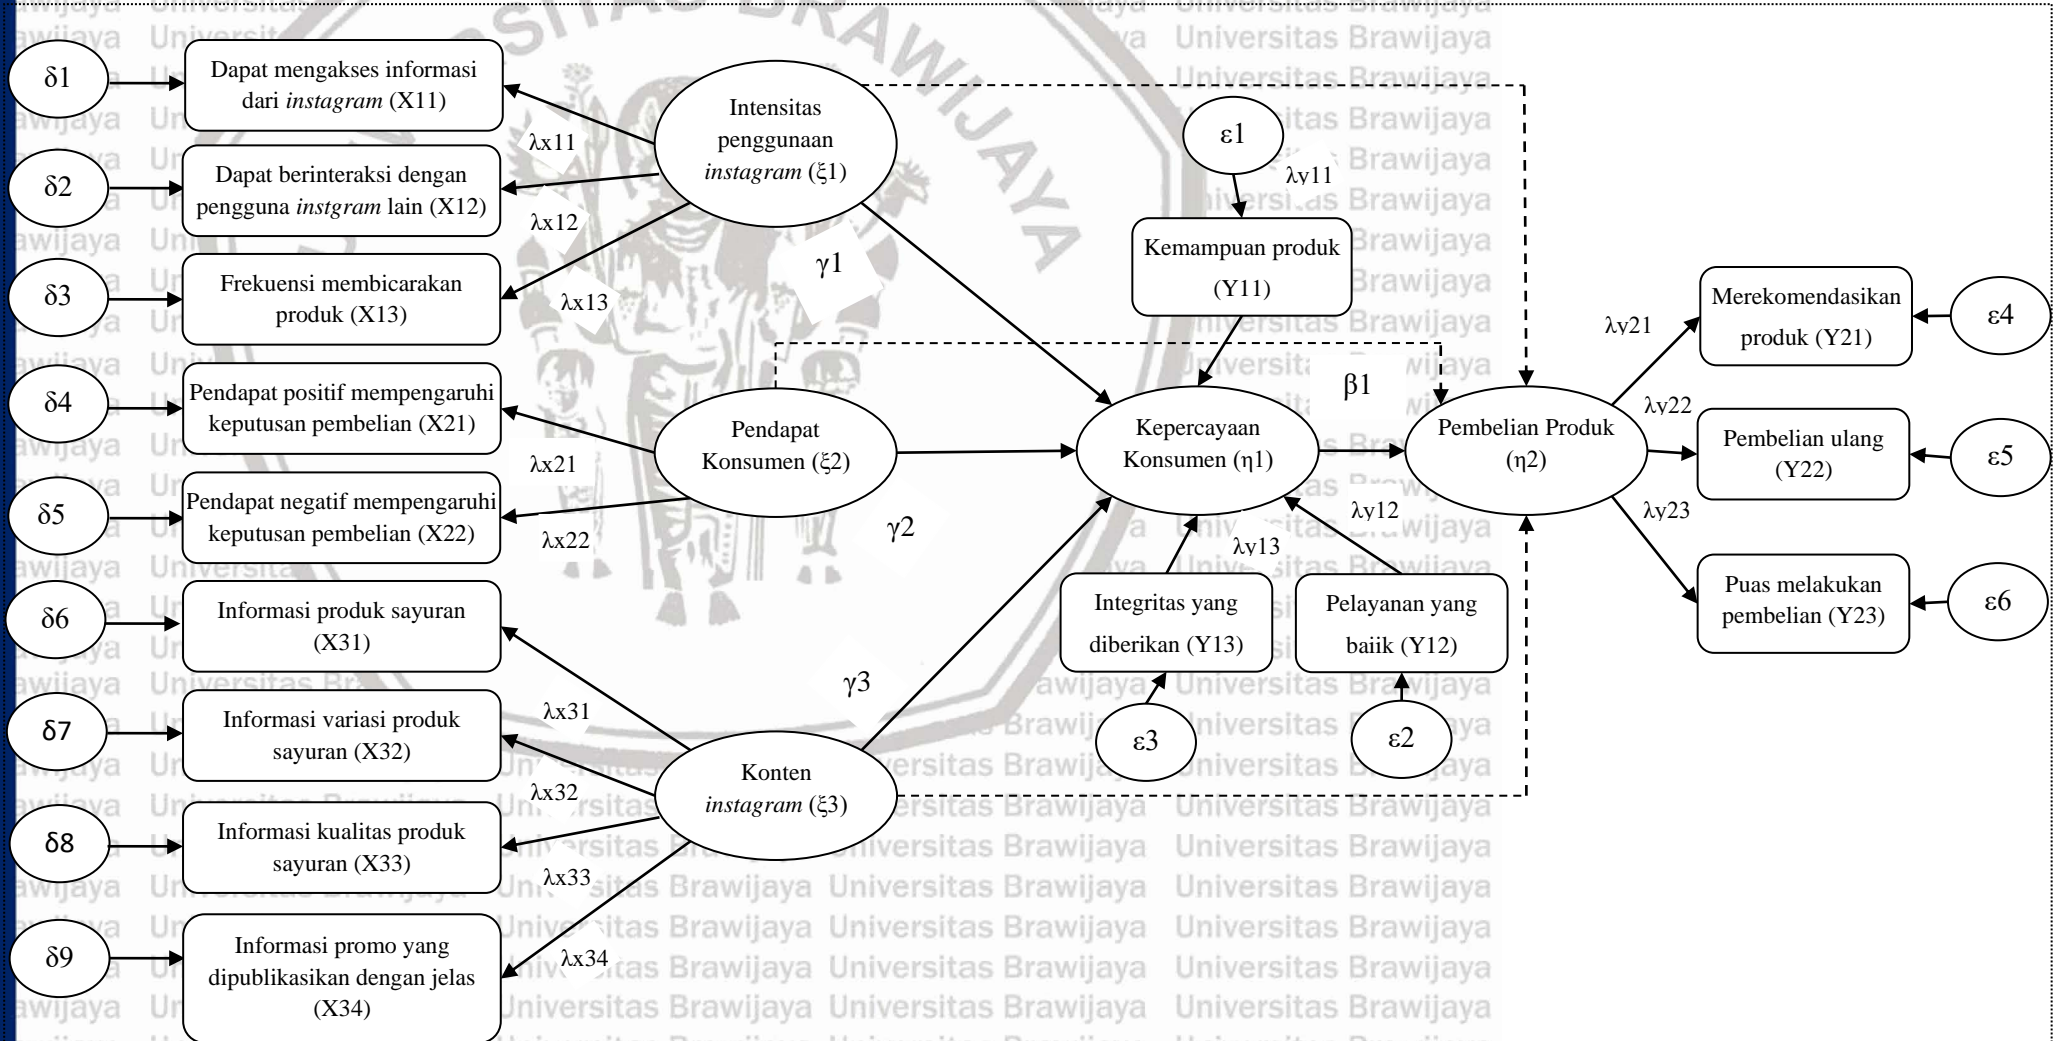 δ1
Dapat mengakses informasi
dari instagram (X11)
δ2
Dapat berinteraksi dengan
pengguna instgram lain (X12)
δ3
Frekuensi membicarakan
produk (X13)
δ4
Pendapat positif mempengaruhi
keputusan pembelian (X21)
δ5
Pendapat negatif mempengaruhi
keputusan pembelian (X22)
δ6
Informasi produk sayuran
(X31)
δ7
Informasi variasi produk
sayuran (X32)
δ8
Informasi kualitas produk
sayuran (X33)
δ9
Informasi promo yang
dipublikasikan dengan jelas
(X34)
λx11
λx12
λx13
λx21
λx22
λx31
λx32
λx33
λx34
Intensitas
penggunaan
instagram (ξ1)
Pendapat
Konsumen (ξ2)
Konten
instagram (ξ3)
γ1
γ2
γ3
ε1
λy11
Kemampuan produk
(Y11)
Kepercayaan
Konsumen (η1)
β1
λy12
λy13
Integritas yang
diberikan (Y13)
Pelayanan yang
baiik (Y12)
ε3
ε2
Pembelian Produk
(η2)
λy21
λy22
λy23
Merekomendasikan
produk (Y21)
ε4
Pembelian ulang
(Y22)
ε5
Puas melakukan
pembelian (Y23)
ε6
UNIVERSITAS BRAWIJAYA
Universitas Brawijaya